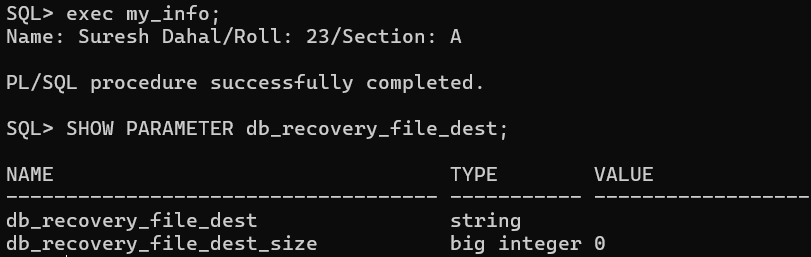 SQL> exec my_info;
Name: Suresh Dahal/Roll: 23/Section: A
PL/SQL procedure successfully completed.
SQL> SHOW PARAMETER db_recovery_file_dest;
NAME                                 TYPE        VALUE
------------------------------------ ----------- ------------------
db_recovery_file_dest                string
db_recovery_file_dest_size           big integer 0